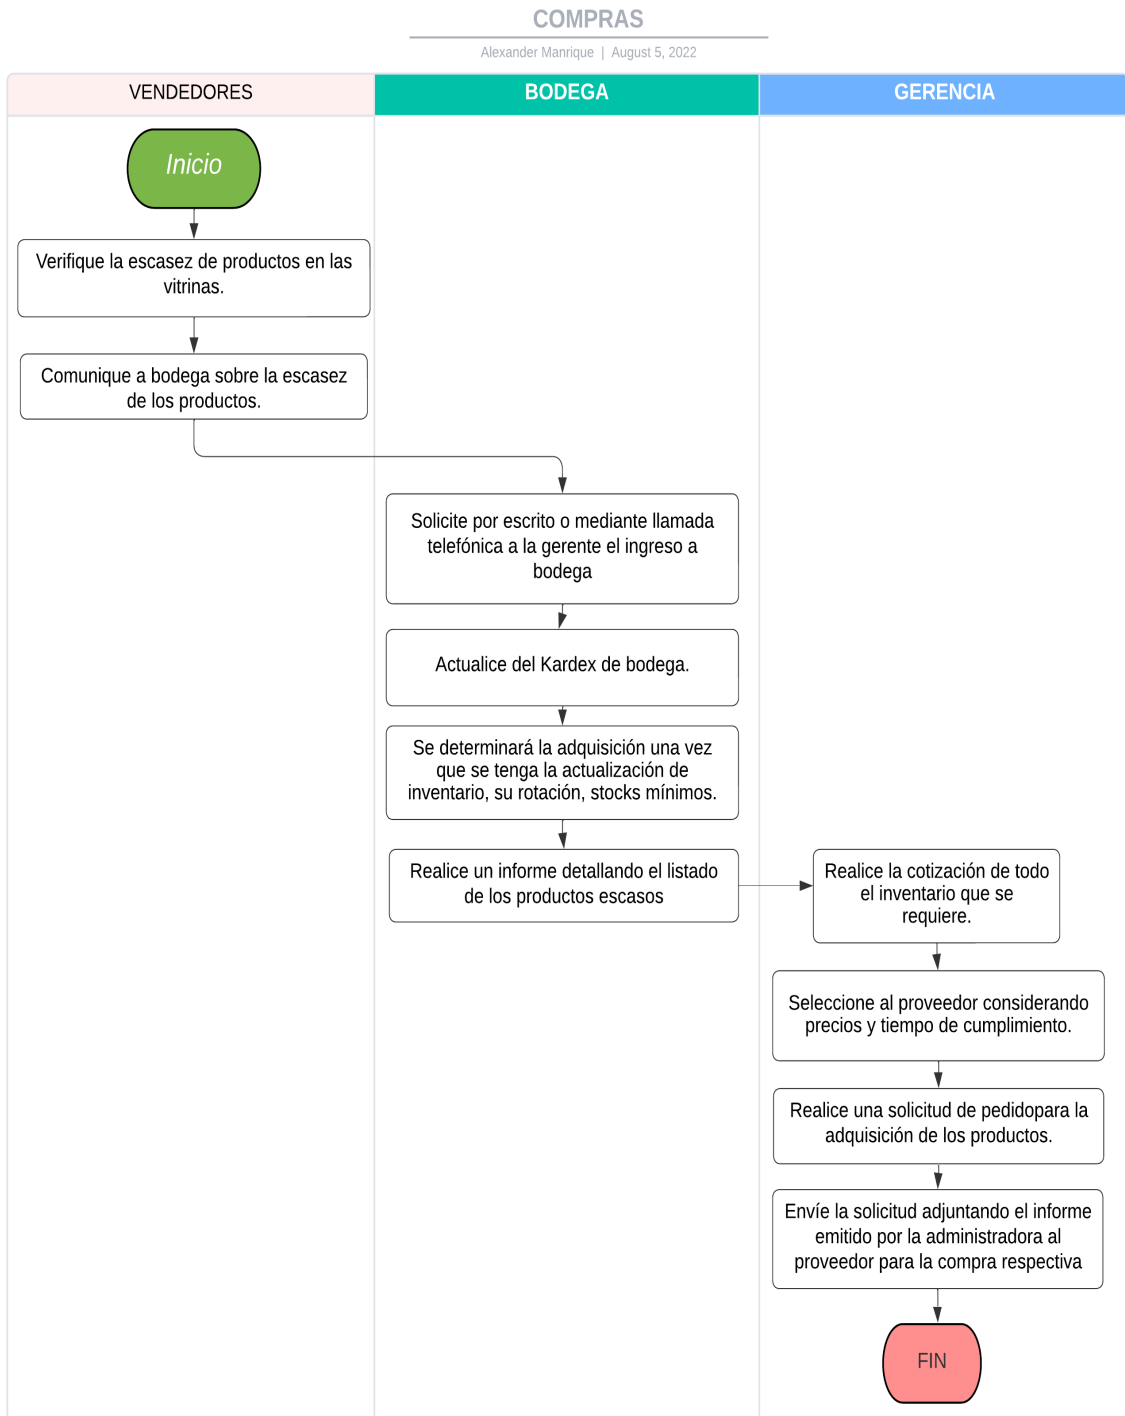 COMPRAS
Alexander Manrique | August 5, 2022
VENDEDORES
BODEGA
GERENCIA
Inicio
Verifique la escasez de productos en las
vitrinas.
Comunique a bodega sobre la escasez
de los productos.
Solicite por escrito o mediante llamada
telefónica a la gerente el ingreso a
bodega
Actualice del Kardex de bodega.
Se determinará la adquisición una vez
que se tenga la actualización de
inventario, su rotación, stocks mínimos.
Realice un informe detallando el listado
de los productos escasos
Realice la cotización de todo
el inventario que se
requiere.
Seleccione al proveedor considerando
precios y tiempo de cumplimiento.
Realice una solicitud de pedidopara la
adquisición de los productos.
Envíe la solicitud adjuntando el informe
emitido por la administradora al
proveedor para la compra respectiva
FIN